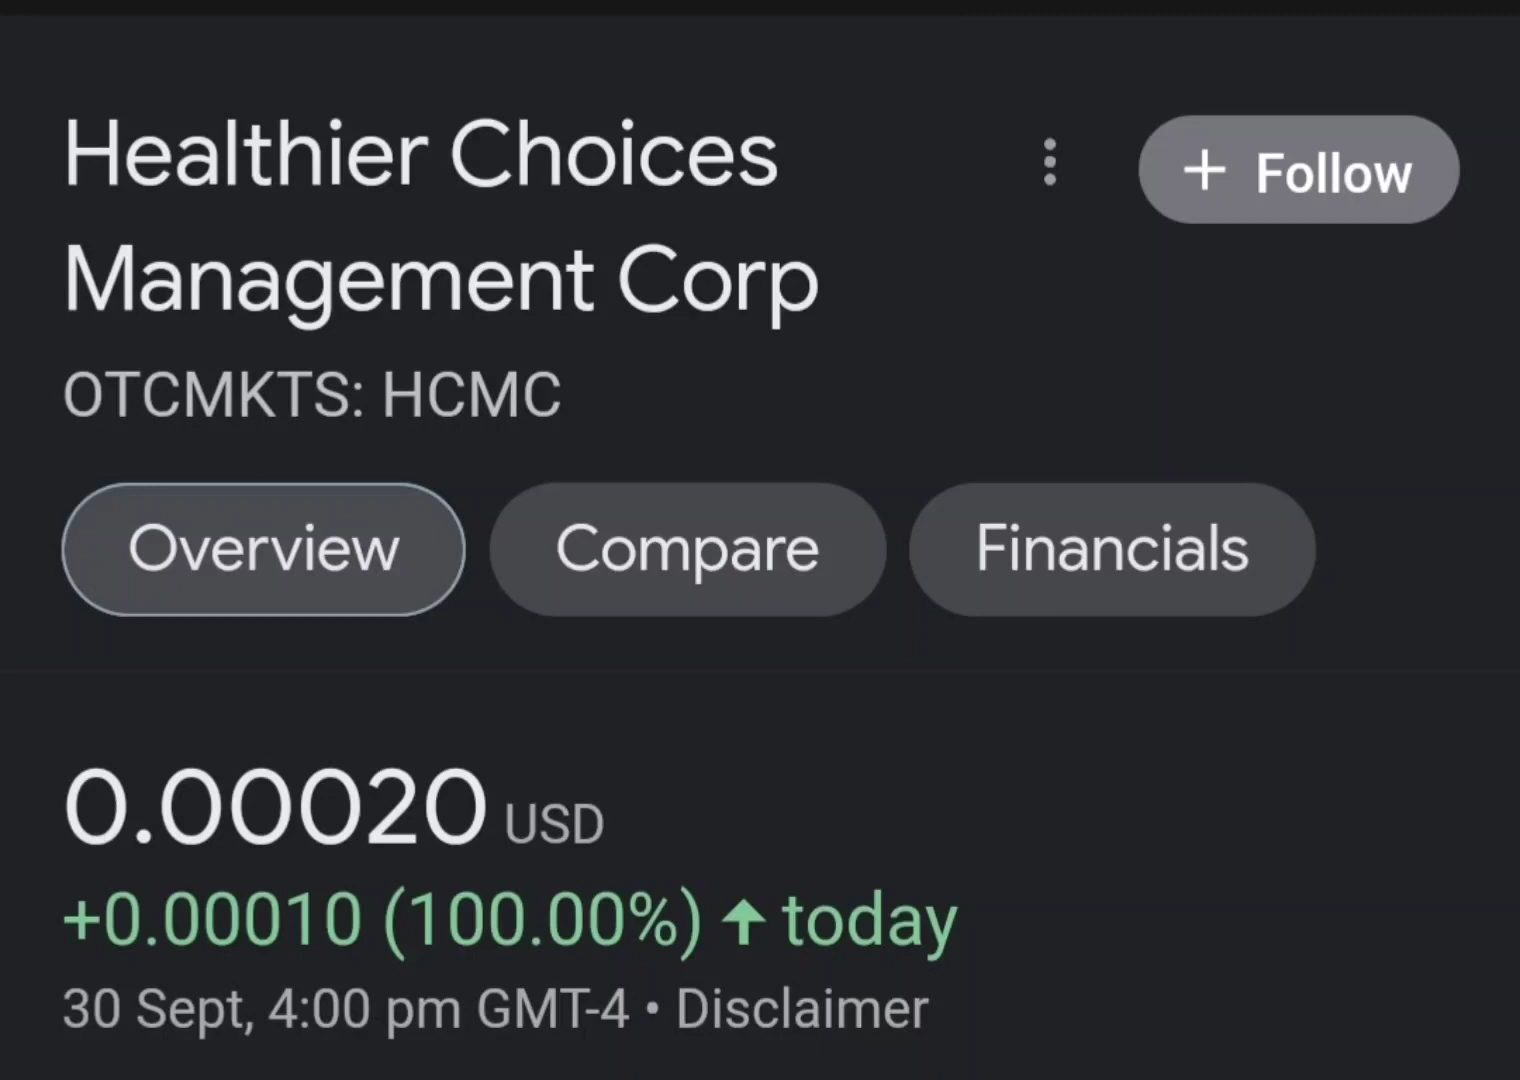 Healthier Choices
Management Corp
+ Follow
OTCMKTS: HCMC
Overview Compare Financials
0.00020 USD
+0.00010 (100.00%) ↑ today
30 Sept, 4:00 pm GMT-4 • Disclaimer